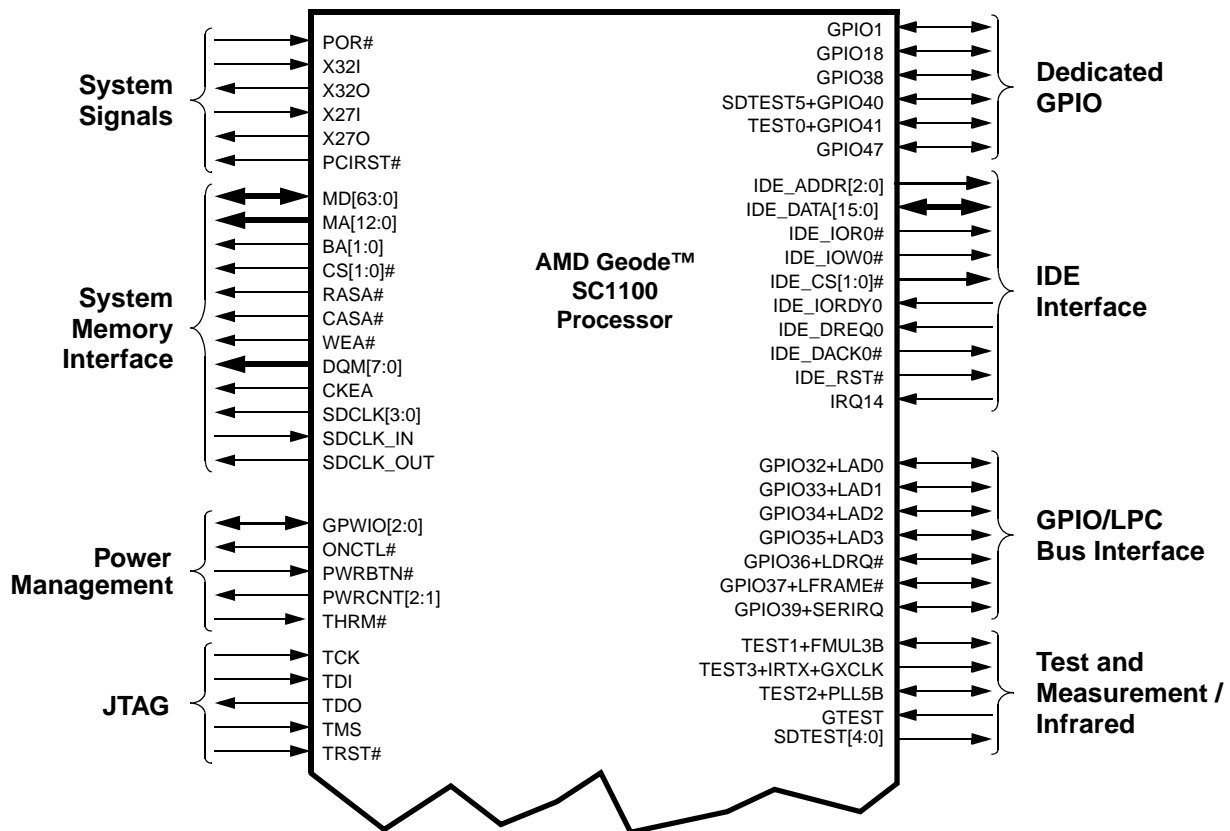 System
Signals
POR#
X32I
X32O
X27I
X27O
PCIRST#
System
Memory
Interface
MD[63:0]
MA[12:0]
BA[1:0]
CS[1:0]#
RASA#
CASA#
WEA#
DQM[7:0]
CKEA
SDCLK[3:0]
SDCLK_IN
SDCLK_OUT
Power
Management
GPWIO[2:0]
ONCTL#
PWRBTN#
PWRCNT[2:1]
THRM#
JTAG
TCK
TDI
TDO
TMS
TRST#
AMD Geode™
SC1100
Processor
GPIO1
GPIO18
GPIO38
SDTEST5+GPIO40
TEST0+GPIO41
GPIO47
Dedicated
GPIO
IDE_ADDR[2:0]
IDE_DATA[15:0]
IDE_IOR0#
IDE_IOW0#
IDE_CS[1:0]#
IDE_IORDY0
IDE_DREQ0
IDE_DACK0#
IDE_RST#
IRQ14
IDE
Interface
GPIO32+LAD0
GPIO33+LAD1
GPIO34+LAD2
GPIO35+LAD3
GPIO36+LDRQ#
GPIO37+LFRAME#
GPIO39+SERIRQ
GPIO/LPC
Bus Interface
TEST1+FMUL3B
TEST3+IRTX+GXCLK
TEST2+PLL5B
GTEST
SDTEST[4:0]
Test and
Measurement /
Infrared